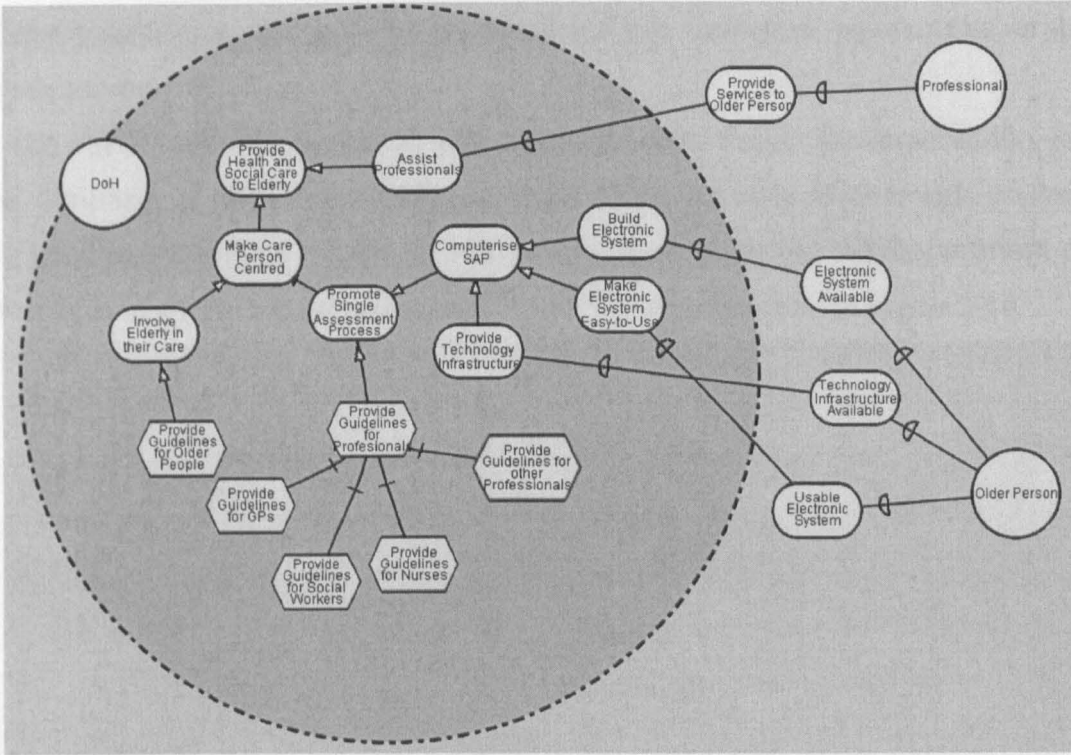 Professional
Provide
Services to
Older Person
DoH
Provide
Health and
Social Care
to Elderly
Assist
Professionals
Make Care
Person
Centred
Computerise
SAP
Build
Electronic
System
Electronic
System
Available
Promote
Single
Assessment
Process
Make
Electronic
System
Easy-to-Use
Involve
Elderly in
their Care
Provide
Technology
Infrastructure
Technology
Infrastructure
Available
Provide
Guidelines
for Older
People
Provide
Guidelines
for
Profesionals
Provide
Guidelines for
other
Professionals
Provide
Guidelines
for GPs
Usable
Electronic
System
Older Person
Provide
Guidelines
for Social
Workers
Provide
Guidelines
for Nurses